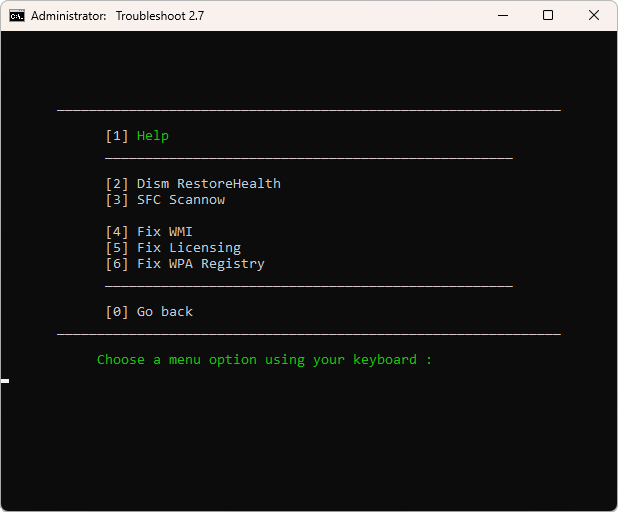 Administrator: Troubleshoot 2.7
[1] Help
[2] Dism RestoreHealth
[3] SFC Scannow
[4] Fix WMI
[5] Fix Licensing
[6] Fix WPA Registry
[0] Go back
Choose a menu option using your keyboard :